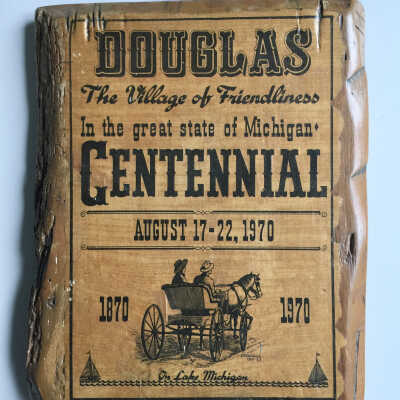 DOUGLAS
The Village of Friendliness
In the great state of Michigan•
CENTENNIAL
AUGUST 17-22, 1970
1870 1970
On Lake Michigan